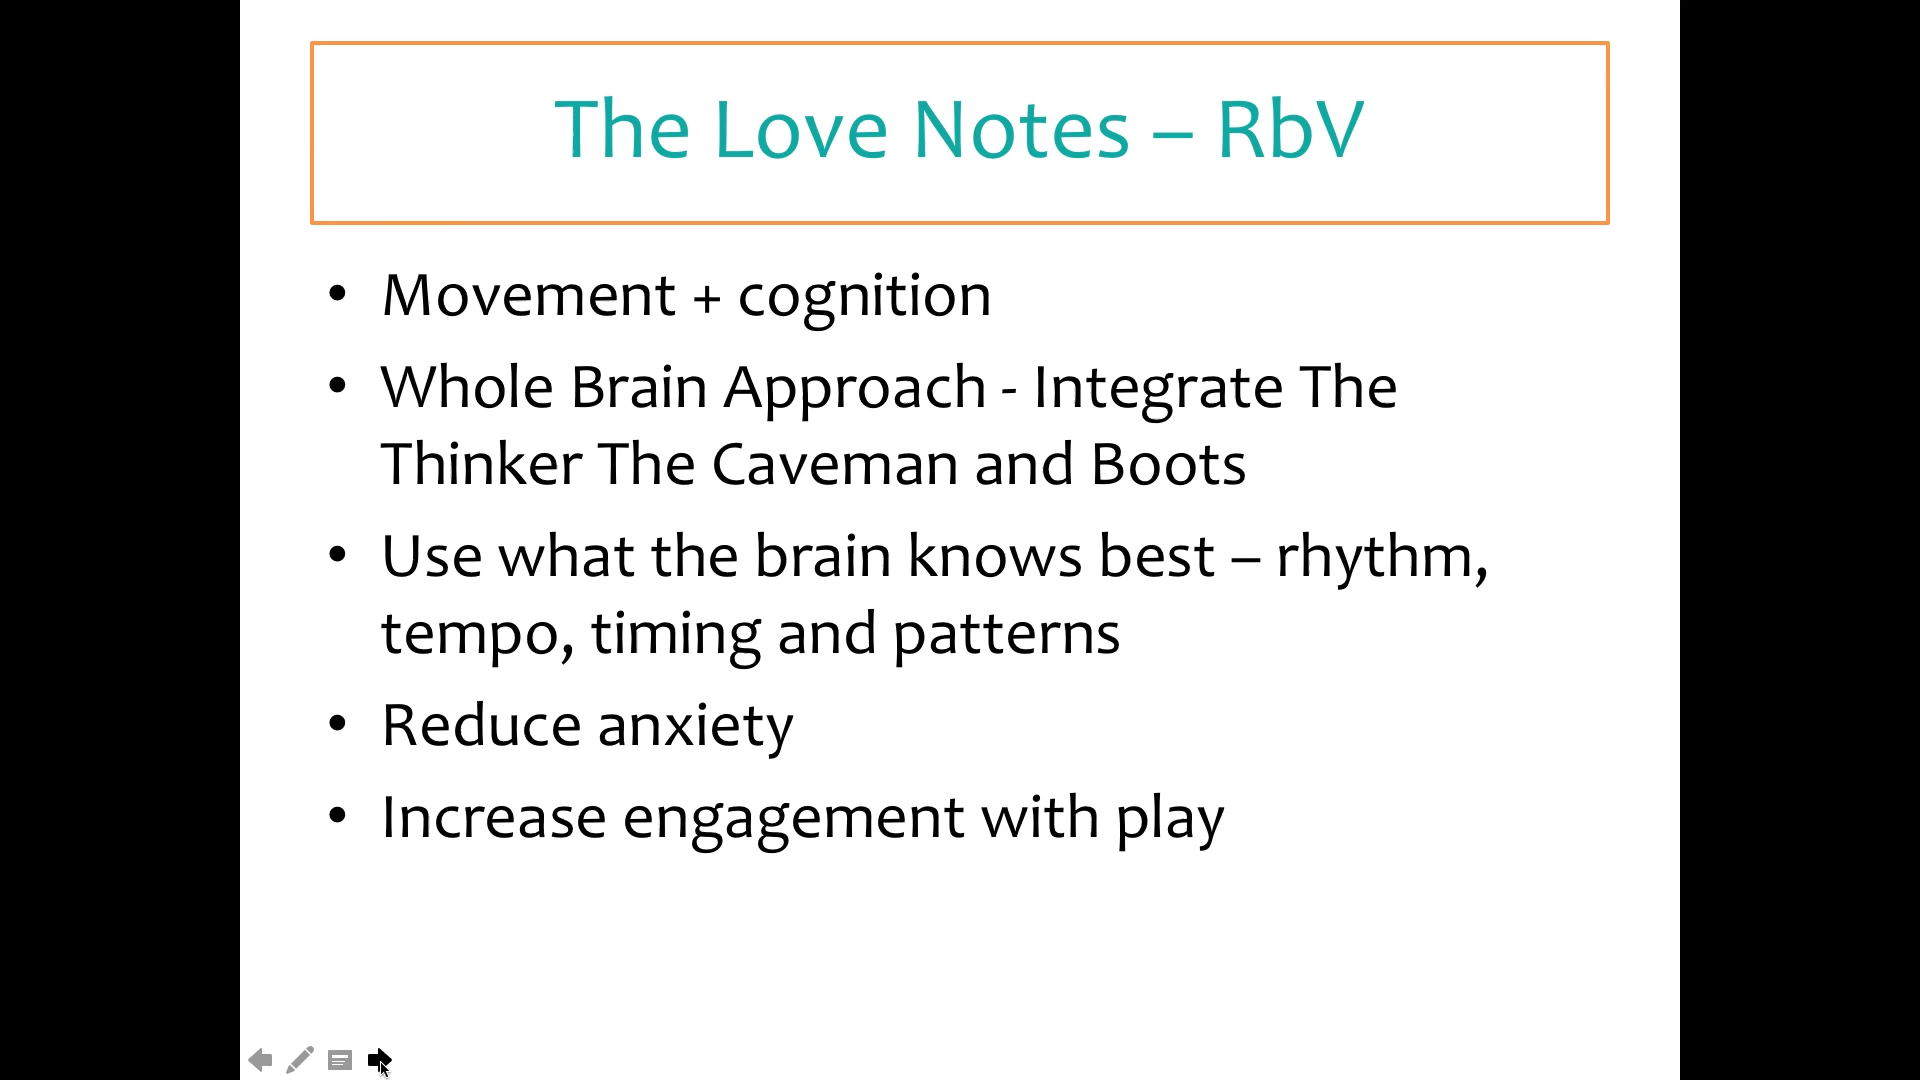 The Love Notes – RbV
• Movement + cognition
• Whole Brain Approach - Integrate The
Thinker The Caveman and Boots
• Use what the brain knows best – rhythm,
tempo, timing and patterns
• Reduce anxiety
• Increase engagement with play